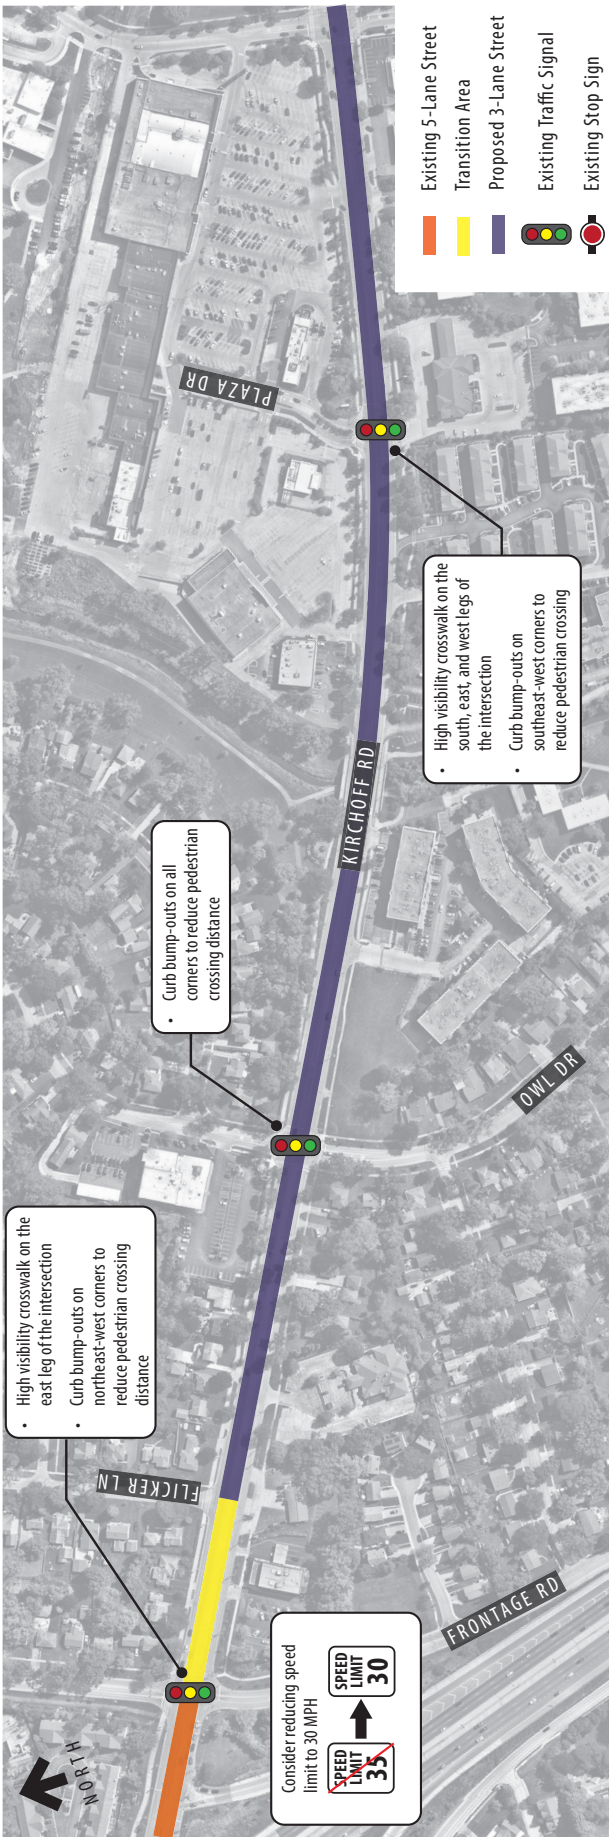 NORTH
• High visibility crosswalk on the
east leg of the intersection
• Curb bump-outs on
northeast-west corners to
reduce pedestrian crossing
distance
FLICKER LN
Consider reducing speed
limit to 30 MPH
SPEED
LIMIT
35
SPEED
LIMIT
30
FRONTAGE RD
• Curb bump-outs on all
corners to reduce pedestrian
crossing distance
OWL DR
KIRCHOFF RD
PLAZA DR
• High visibility crosswalk on the
south, east, and west legs of
the intersection
• Curb bump-outs on
southeast-west corners to
reduce pedestrian crossing
Existing 5-Lane Street
Transition Area
Proposed 3-Lane Street
Existing Traffic Signal
Existing Stop Sign